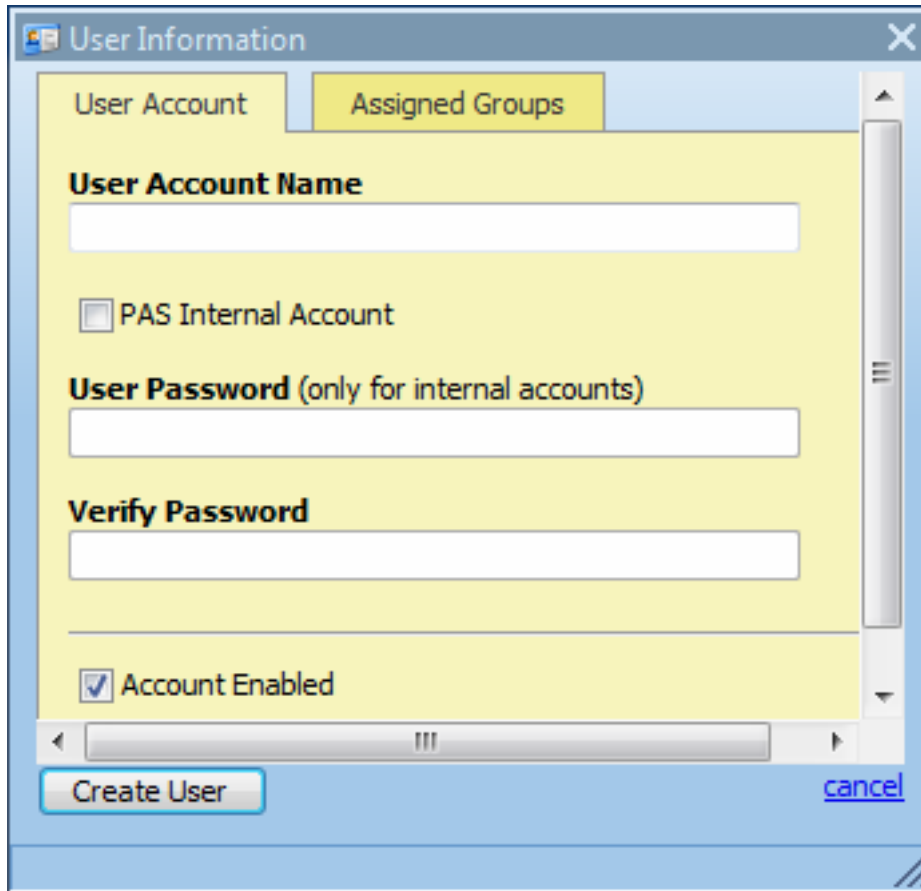 User Information
User Account
Assigned Groups
User Account Name
PAS Internal Account
User Password (only for internal accounts)
Verify Password
Account Enabled
Create User
cancel